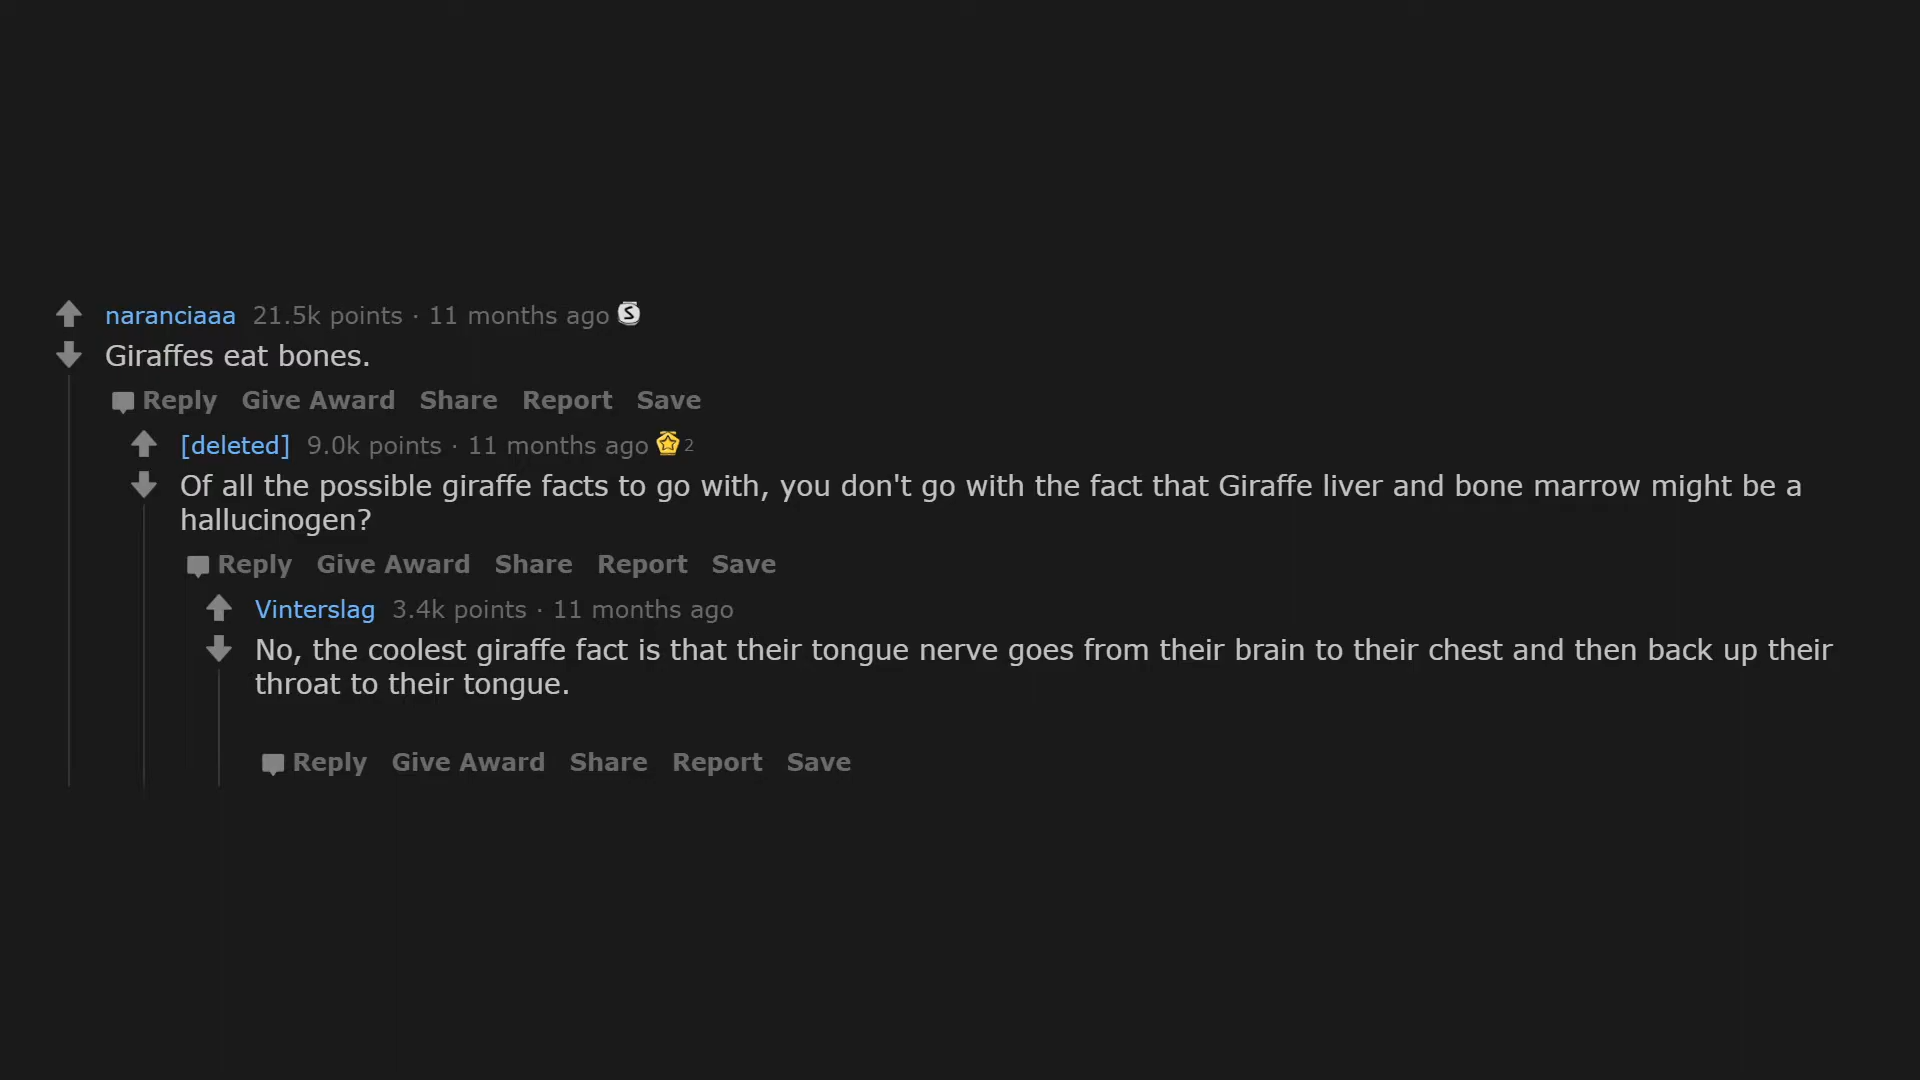 naranciaaa 21.5k points · 11 months ago S
Giraffes eat bones.
Reply Give Award Share Report Save
[deleted] 9.0k points · 11 months ago 2
Of all the possible giraffe facts to go with, you don't go with the fact that Giraffe liver and bone marrow might be a
hallucinogen?
Reply Give Award Share Report Save
Vinterslag 3.4k points · 11 months ago
No, the coolest giraffe fact is that their tongue nerve goes from their brain to their chest and then back up their
throat to their tongue.
Reply Give Award Share Report Save